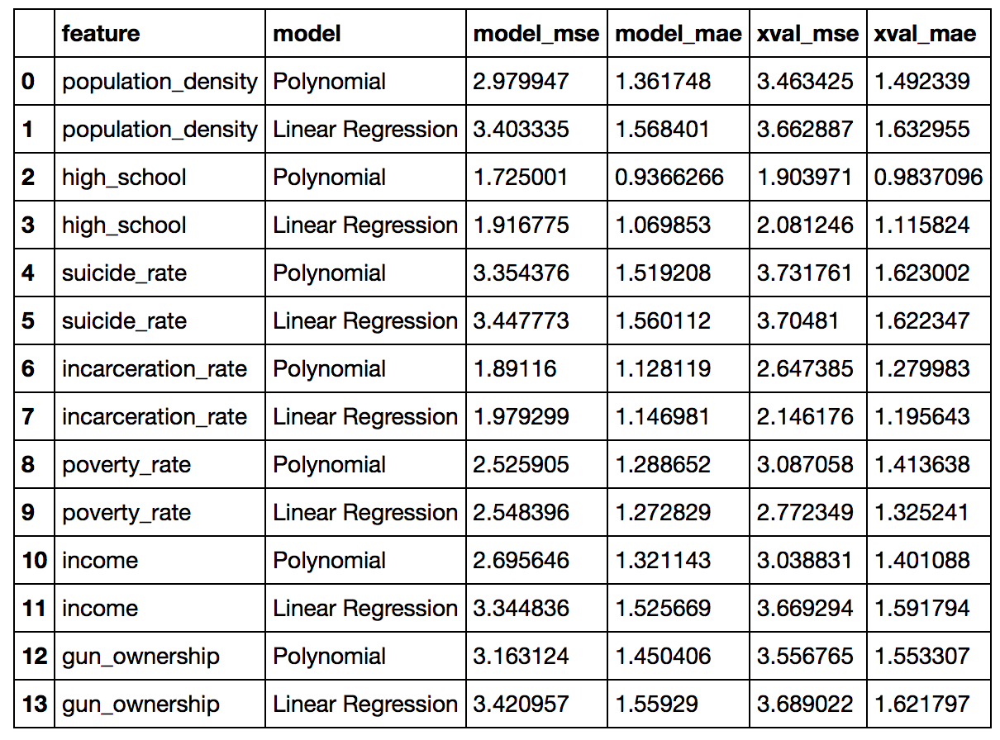 feature model model_mse model_mae xval_mse xval_mae
0 population_density Polynomial 2.979947 1.361748 3.463425 1.492339
1 population_density Linear Regression 3.403335 1.568401 3.662887 1.632955
2 high_school Polynomial 1.725001 0.9366266 1.903971 0.9837096
3 high_school Linear Regression 1.916775 1.069853 2.081246 1.115824
4 suicide_rate Polynomial 3.354376 1.519208 3.731761 1.623002
5 suicide_rate Linear Regression 3.447773 1.560112 3.70481 1.622347
6 incarceration_rate Polynomial 1.89116 1.128119 2.647385 1.279983
7 incarceration_rate Linear Regression 1.979299 1.146981 2.146176 1.195643
8 poverty_rate Polynomial 2.525905 1.288652 3.087058 1.413638
9 poverty_rate Linear Regression 2.548396 1.272829 2.772349 1.325241
10 income Polynomial 2.695646 1.321143 3.038831 1.401088
11 income Linear Regression 3.344836 1.525669 3.669294 1.591794
12 gun_ownership Polynomial 3.163124 1.450406 3.556765 1.553307
13 gun_ownership Linear Regression 3.420957 1.55929 3.689022 1.621797